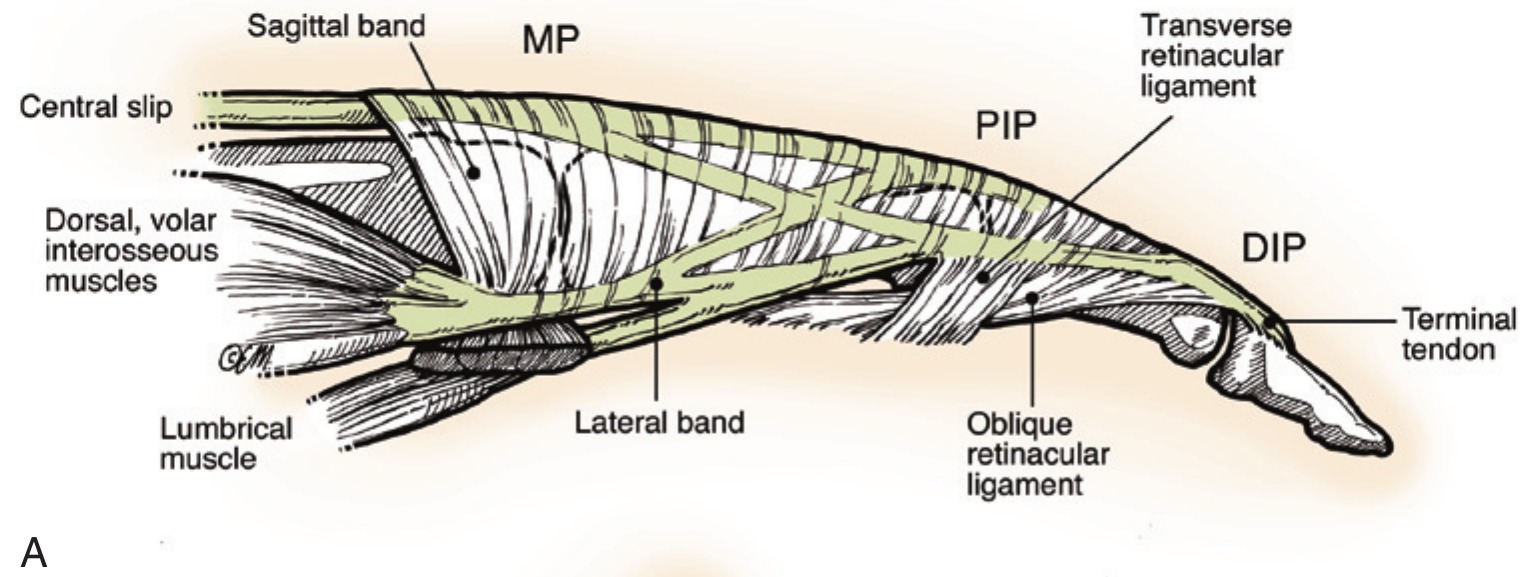 Sagittal band
MP
Transverse
retinacular
ligament
Central slip
PIP
Dorsal, volar
interosseous
muscles
DIP
Terminal
tendon
Lumbrical
muscle
Lateral band
Oblique
retinacular
ligament
A